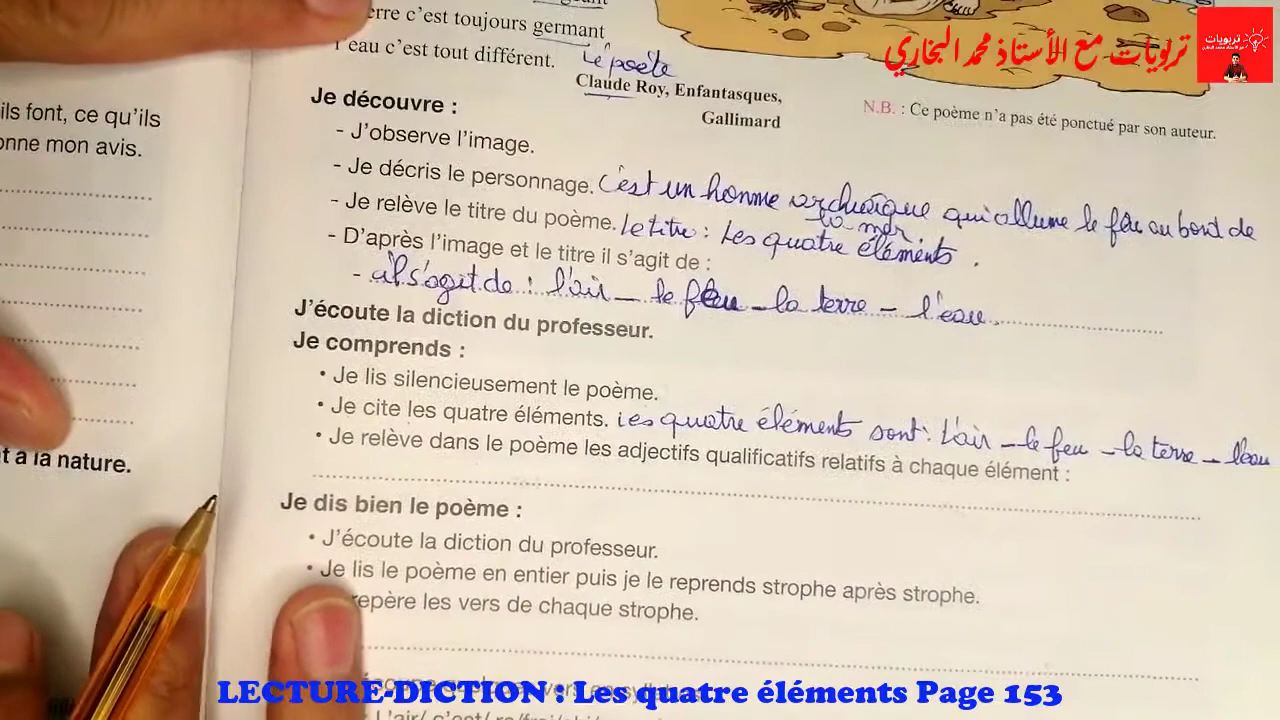 erre c'est toujours germant
l'eau c'est tout différent. Le poète
Claude Roy, Enfantasques,
Gallimard
N.B. : Ce poème n'a pas été ponctué par son auteur.
تربويات مع الأستاذ محمد البخاري
تربويات
ils font, ce qu'ils
onne mon avis.
t à la nature.
Je découvre :
- J'observe l'image.
- Je décris le personnage. C'est un homme archaïque qui allume le feu au bord de
la mer.
- Je relève le titre du poème. Le titre : Les quatre éléments.
- D'après l'image et le titre il s'agit de :
- il s'agit de : l'air – le feu – la terre – l'eau.
J'écoute la diction du professeur.
Je comprends :
• Je lis silencieusement le poème.
• Je cite les quatre éléments. Les quatre éléments sont : L'air – le feu – la terre – l'eau
• Je relève dans le poème les adjectifs qualificatifs relatifs à chaque élément :
Je dis bien le poème :
• J'écoute la diction du professeur.
• Je lis le poème en entier puis je le reprends strophe après strophe.
repère les vers de chaque strophe.
LECTURE-DICTION : Les quatre éléments Page 153